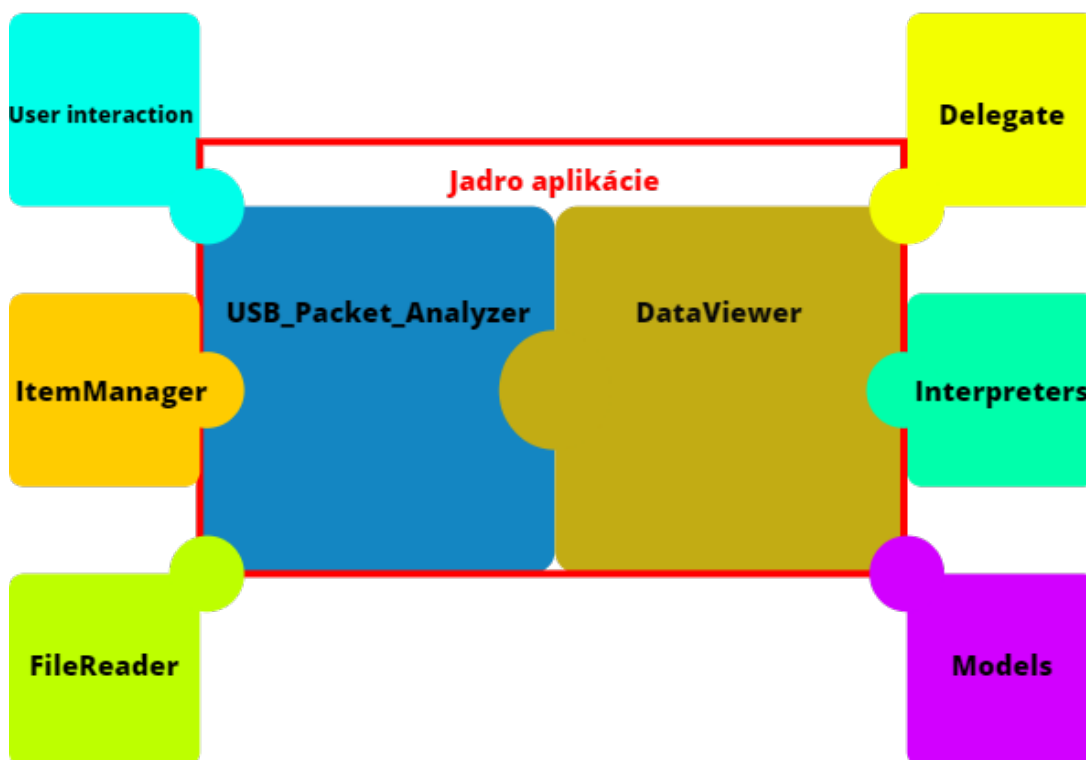 User interaction
Delegate
Jadro aplikácie
USB_Packet_Analyzer
DataViewer
ItemManager
Interpreters
FileReader
Models